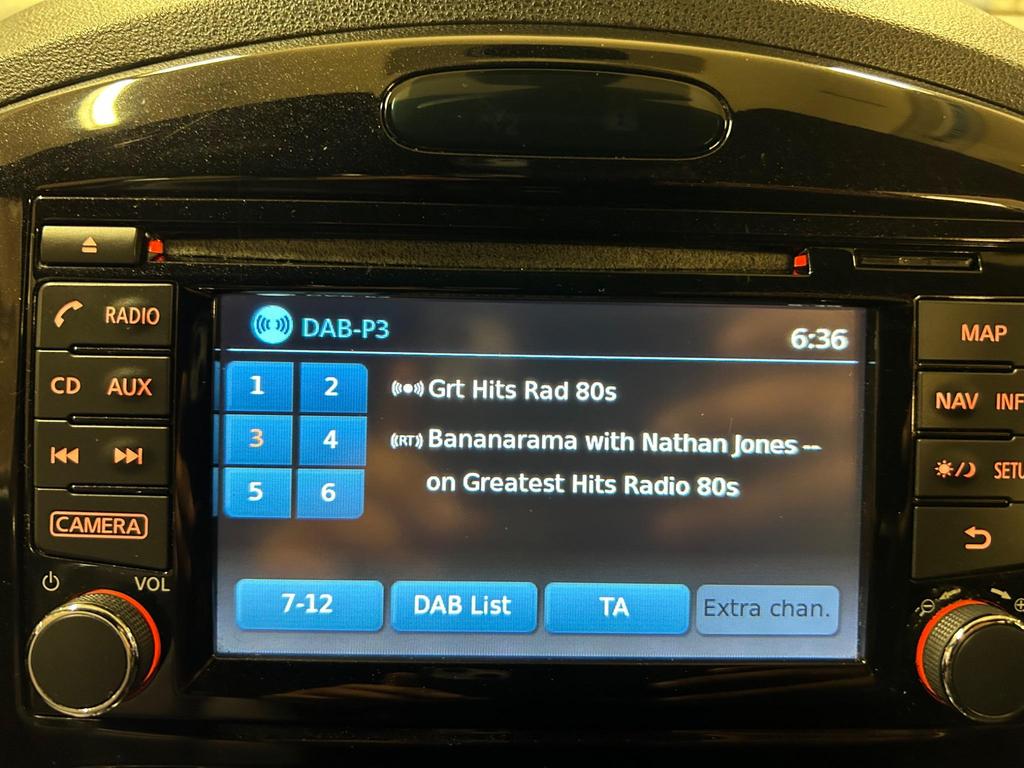 RADIO
CD AUX
CAMERA
VOL
DAB-P3 6:36
1 2 Grt Hits Rad 80s
3 4 (RT) Bananarama with Nathan Jones --
on Greatest Hits Radio 80s
5 6
7-12 DAB List TA Extra chan.
MAP
NAV INF
SETU